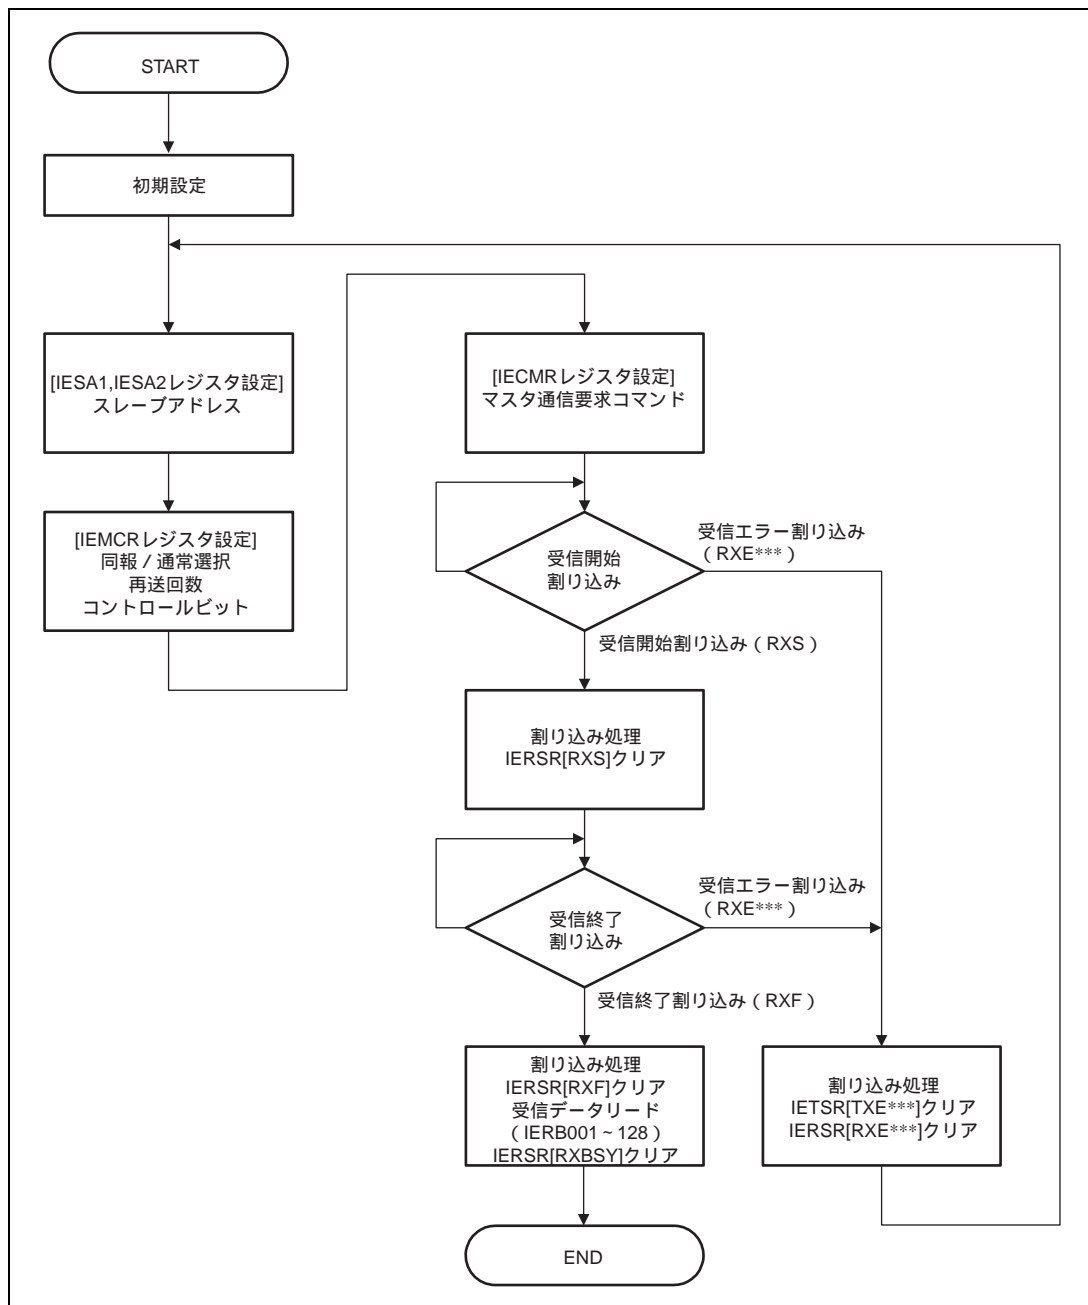 START
初期設定
[IESA1,IESA2レジスタ設定]
スレーブアドレス
[IEMCRレジスタ設定]
同報／通常選択
再送回数
コントロールビット
[IECMRレジスタ設定]
マスタ通信要求コマンド
受信開始
割り込み
受信エラー割り込み
（RXE***）
受信開始割り込み（RXS）
割り込み処理
IERSR[RXS]クリア
受信終了
割り込み
受信エラー割り込み
（RXE***）
受信終了割り込み（RXF）
割り込み処理
IERSR[RXF]クリア
受信データリード
（IERB001～128）
IERSR[RXBSY]クリア
割り込み処理
IETSR[TXE***]クリア
IERSR[RXE***]クリア
END